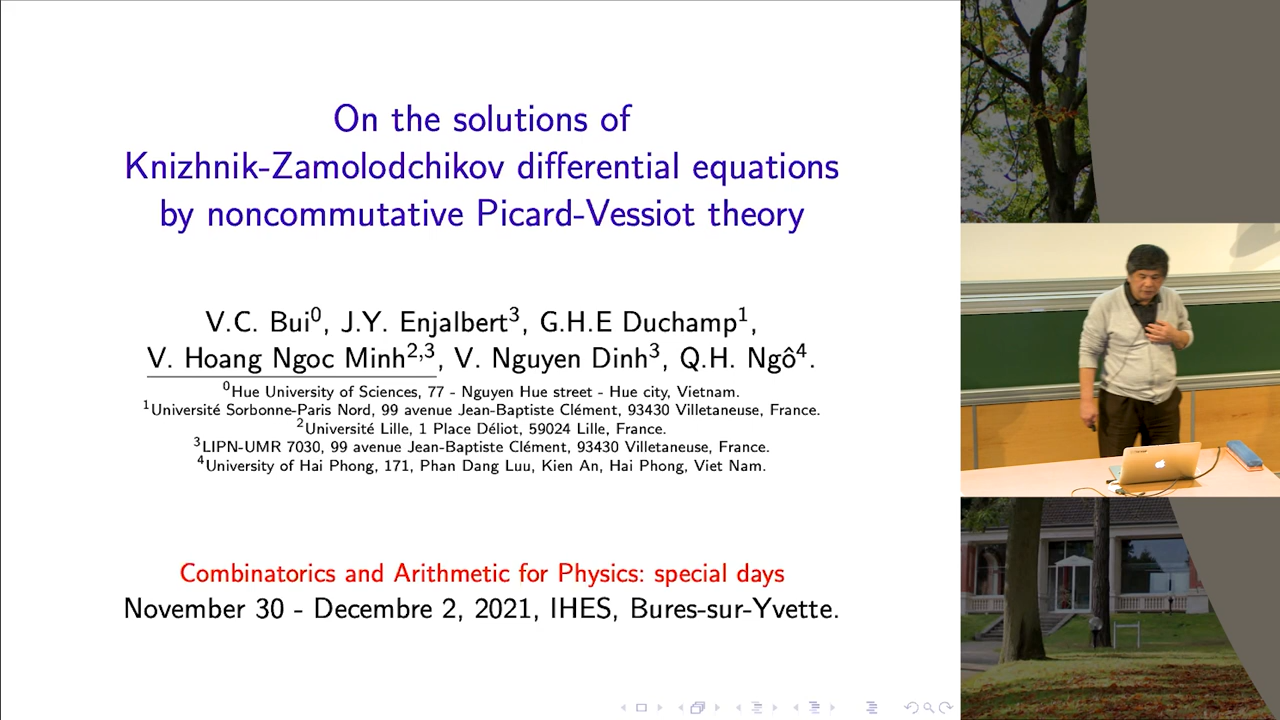 On the solutions of
Knizhnik-Zamolodchikov differential equations
by noncommutative Picard-Vessiot theory
V.C. Bui⁰, J.Y. Enjalbert³, G.H.E Duchamp¹,
V. Hoang Ngoc Minh²,³, V. Nguyen Dinh³, Q.H. Ngô⁴.
⁰Hue University of Sciences, 77 - Nguyen Hue street - Hue city, Vietnam.
¹Université Sorbonne-Paris Nord, 99 avenue Jean-Baptiste Clément, 93430 Villetaneuse, France.
²Université Lille, 1 Place Déliot, 59024 Lille, France.
³LIPN-UMR 7030, 99 avenue Jean-Baptiste Clément, 93430 Villetaneuse, France.
⁴University of Hai Phong, 171, Phan Dang Luu, Kien An, Hai Phong, Viet Nam.
Combinatorics and Arithmetic for Physics: special days
November 30 - Decembre 2, 2021, IHES, Bures-sur-Yvette.